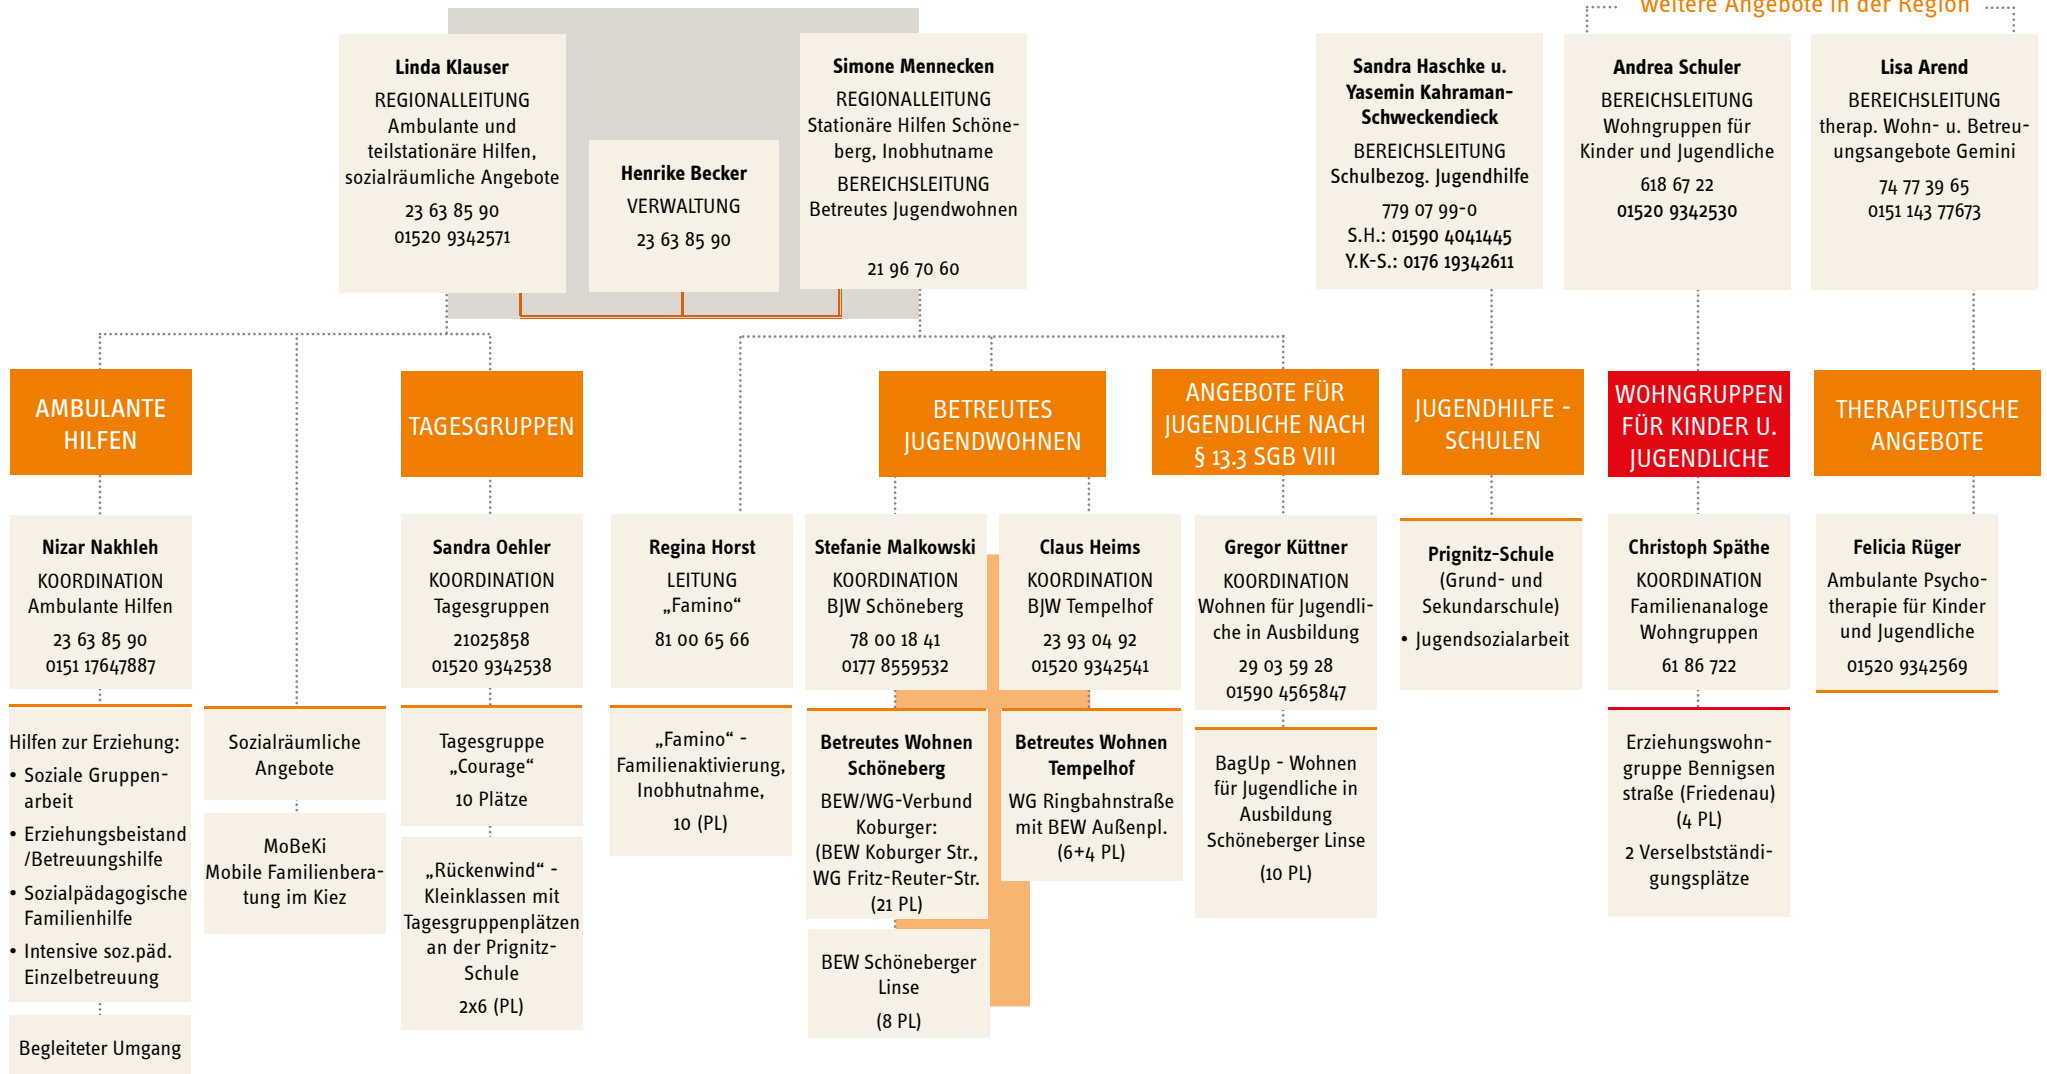 Weitere Angebote in der Region
Linda Klauser
REGIONALLEITUNG
Ambulante und
teilstationäre Hilfen,
sozialräumliche Angebote
23 63 85 90
01520 9342571
Henrike Becker
VERWALTUNG
23 63 85 90
Simone Mennecken
REGIONALLEITUNG
Stationäre Hilfen Schöne-
berg, Inobhutname
BEREICHSLEITUNG
Betreutes Jugendwohnen
21 96 70 60
Sandra Haschke u.
Yasemin Kahraman-
Schweckendieck
BEREICHSLEITUNG
Schulbezog. Jugendhilfe
779 07 99-0
S.H.: 01590 4041445
Y.K-S.: 0176 19342611
Andrea Schuler
BEREICHSLEITUNG
Wohngruppen für
Kinder und Jugendliche
618 67 22
01520 9342530
Lisa Arend
BEREICHSLEITUNG
therap. Wohn- u. Betreu-
ungsangebote Gemini
74 77 39 65
0151 143 77673
AMBULANTE
HILFEN
TAGESGRUPPEN
BETREUTES
JUGENDWOHNEN
ANGEBOTE FÜR
JUGENDLICHE NACH
§ 13.3 SGB VIII
JUGENDHILFE -
SCHULEN
WOHNGRUPPEN
FÜR KINDER U.
JUGENDLICHE
THERAPEUTISCHE
ANGEBOTE
Nizar Nakhleh
KOORDINATION
Ambulante Hilfen
23 63 85 90
0151 17647887
Sandra Oehler
KOORDINATION
Tagesgruppen
21025858
01520 9342538
Regina Horst
LEITUNG
„Famino“
81 00 65 66
Stefanie Malkowski
KOORDINATION
BJW Schöneberg
78 00 18 41
0177 8559532
Claus Heims
KOORDINATION
BJW Tempelhof
23 93 04 92
01520 9342541
Gregor Küttner
KOORDINATION
Wohnen für Jugendli-
che in Ausbildung
29 03 59 28
01590 4565847
Prignitz-Schule
(Grund- und
Sekundarschule)
• Jugendsozialarbeit
Christoph Späthe
KOORDINATION
Familienanaloge
Wohngruppen
61 86 722
Felicia Rüger
Ambulante Psycho-
therapie für Kinder
und Jugendliche
01520 9342569
Hilfen zur Erziehung:
• Soziale Gruppen-
arbeit
• Erziehungsbeistand
/Betreuungshilfe
• Sozialpädagogische
Familienhilfe
• Intensive soz.päd.
Einzelbetreuung
Begleiteter Umgang
Sozialräumliche
Angebote
MoBeKi
Mobile Familienbera-
tung im Kiez
Tagesgruppe
„Courage“
10 Plätze
„Rückenwind“ -
Kleinklassen mit
Tagesgruppenplätzen
an der Prignitz-
Schule
2x6 (PL)
„Famino“ -
Familienaktivierung,
Inobhutnahme,
10 (PL)
Betreutes Wohnen
Schöneberg
BEW/WG-Verbund
Koburger:
(BEW Koburger Str.,
WG Fritz-Reuter-Str.
(21 PL)
BEW Schöneberger
Linse
(8 PL)
Betreutes Wohnen
Tempelhof
WG Ringbahnstraße
mit BEW Außenpl.
(6+4 PL)
BagUp - Wohnen
für Jugendliche in
Ausbildung
Schöneberger Linse
(10 PL)
Erziehungswohn-
gruppe Bennigsen
straße (Friedenau)
(4 PL)
2 Verselbstständi-
gungsplätze